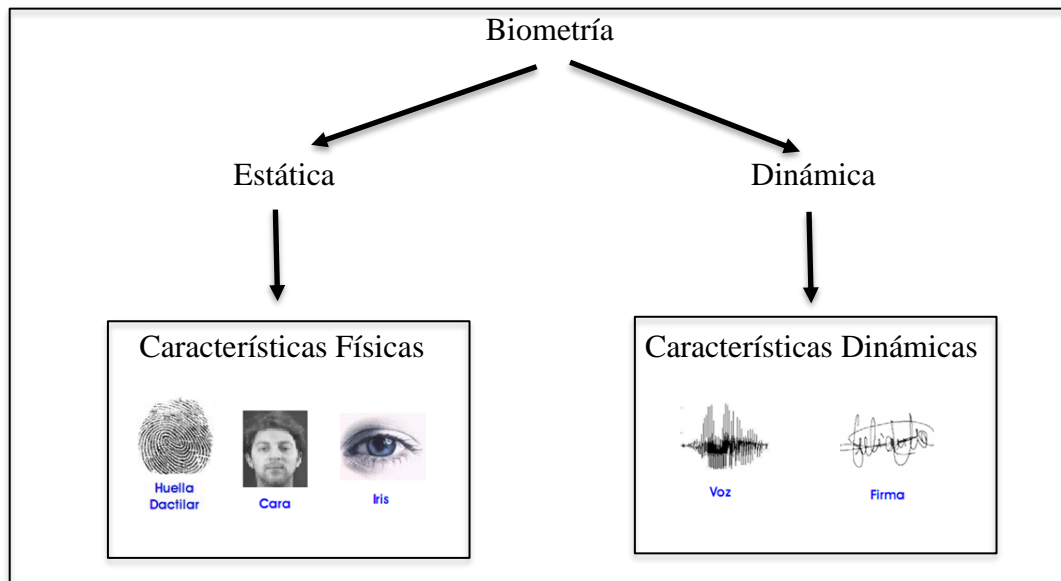 Biometría
Estática
Dinámica
Características Físicas
Huella
Dactilar
Cara
Iris
Características Dinámicas
Voz
Firma